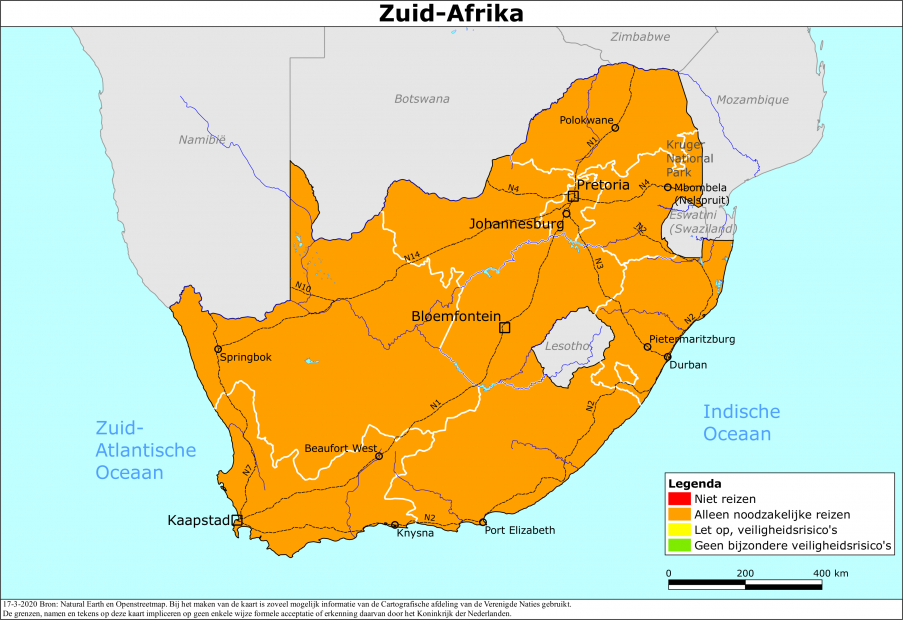 Zuid-Afrika
Zimbabwe
Botswana
Mozambique
Polokwane
Namibië
N1
Kruger
National
Park
Pretoria
N4
N4
Mbombela
(Nelspruit)
Johannesburg
Eswatini
(Swaziland)
N2
N14
N3
N10
Bloemfontein
N2
Pietermaritzburg
Lesotho
Springbok
Durban
N1
N2
Indische
Oceaan
Zuid-
Atlantische
Oceaan
Beaufort West
N7
Legenda
Niet reizen
Alleen noodzakelijke reizen
Let op, veiligheidsrisico's
Geen bijzondere veiligheidsrisico's
Kaapstad
N2
Knysna
Port Elizabeth
0 200 400 km
17-3-2020 Bron: Natural Earth en Openstreetmap. Bij het maken van de kaart is zoveel mogelijk informatie van de Cartografische afdeling van de Verenigde Naties gebruikt.
De grenzen, namen en tekens op deze kaart impliceren op geen enkele wijze formele acceptatie of erkenning daarvan door het Koninkrijk der Nederlanden.